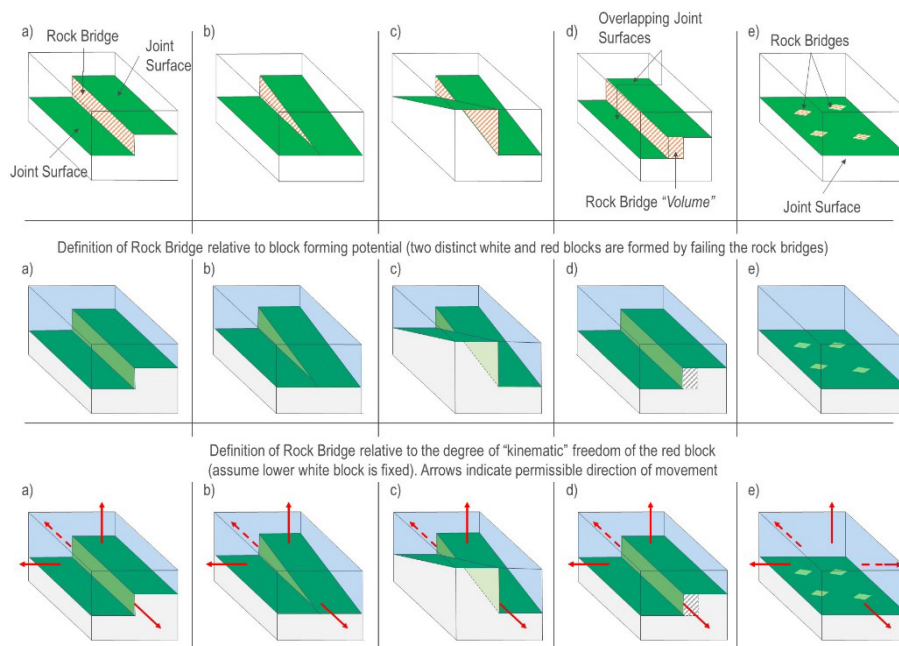 a)
b)
c)
d)
e)
Rock Bridge
Joint
Surface
Overlapping Joint
Surfaces
Rock Bridges
Joint Surface
Rock Bridge "Volume"
Joint Surface
Definition of Rock Bridge relative to block forming potential (two distinct white and red blocks are formed by failing the rock bridges)
a)
b)
c)
d)
e)
Definition of Rock Bridge relative to the degree of "kinematic" freedom of the red block
(assume lower white block is fixed). Arrows indicate permissible direction of movement
a)
b)
c)
d)
e)